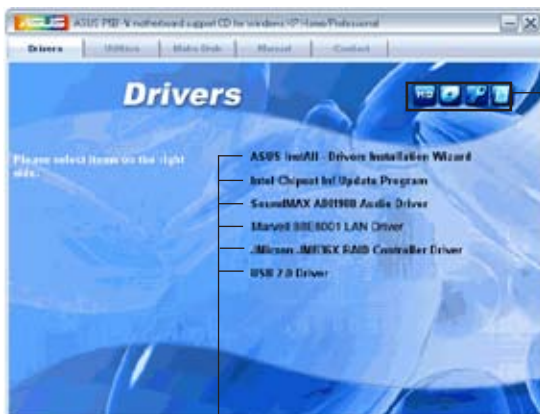 ASUS
ASUS P5B-V motherboard support CD for windows XP Home/Professional
Drivers
Utilities
Make Disk
Manual
Contact
Drivers
Please select items on the right side.
ASUS InstAll - Drivers Installation Wizard
Intel Chipset Inf Update Program
SoundMAX Audio Driver
Marvell 88E8001 LAN Driver
JMicron JMB36X RAID Controller Driver
USB 2.0 Driver